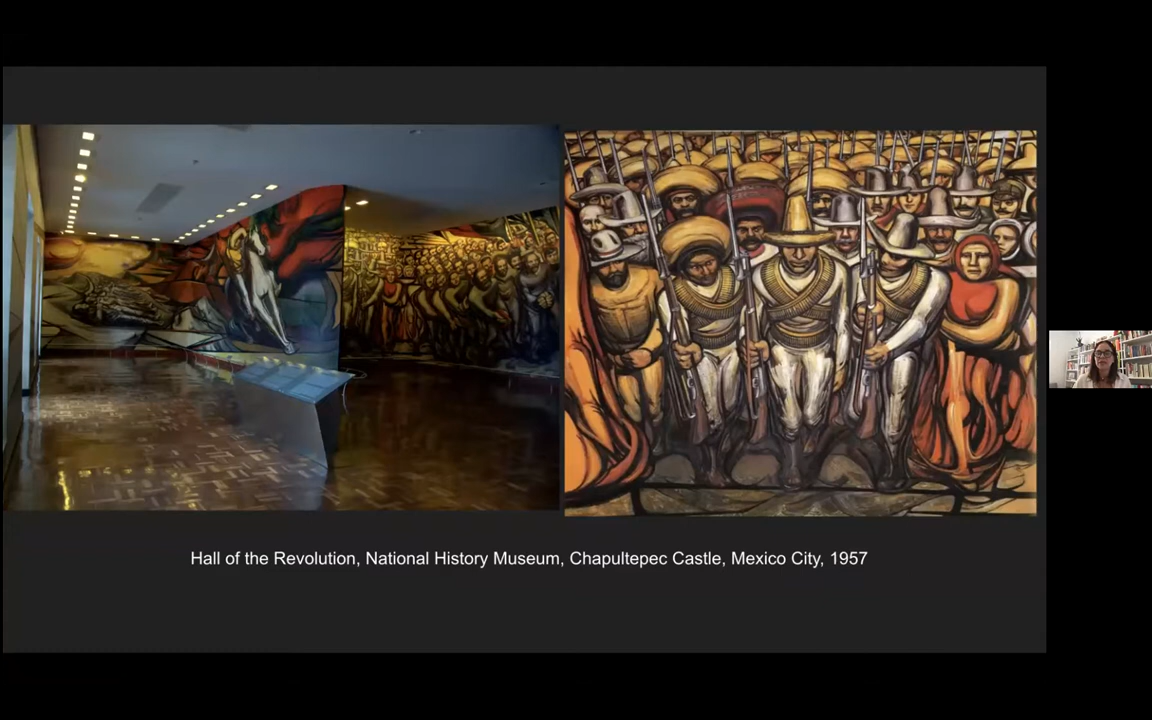 Hall of the Revolution, National History Museum, Chapultepec Castle, Mexico City, 1957